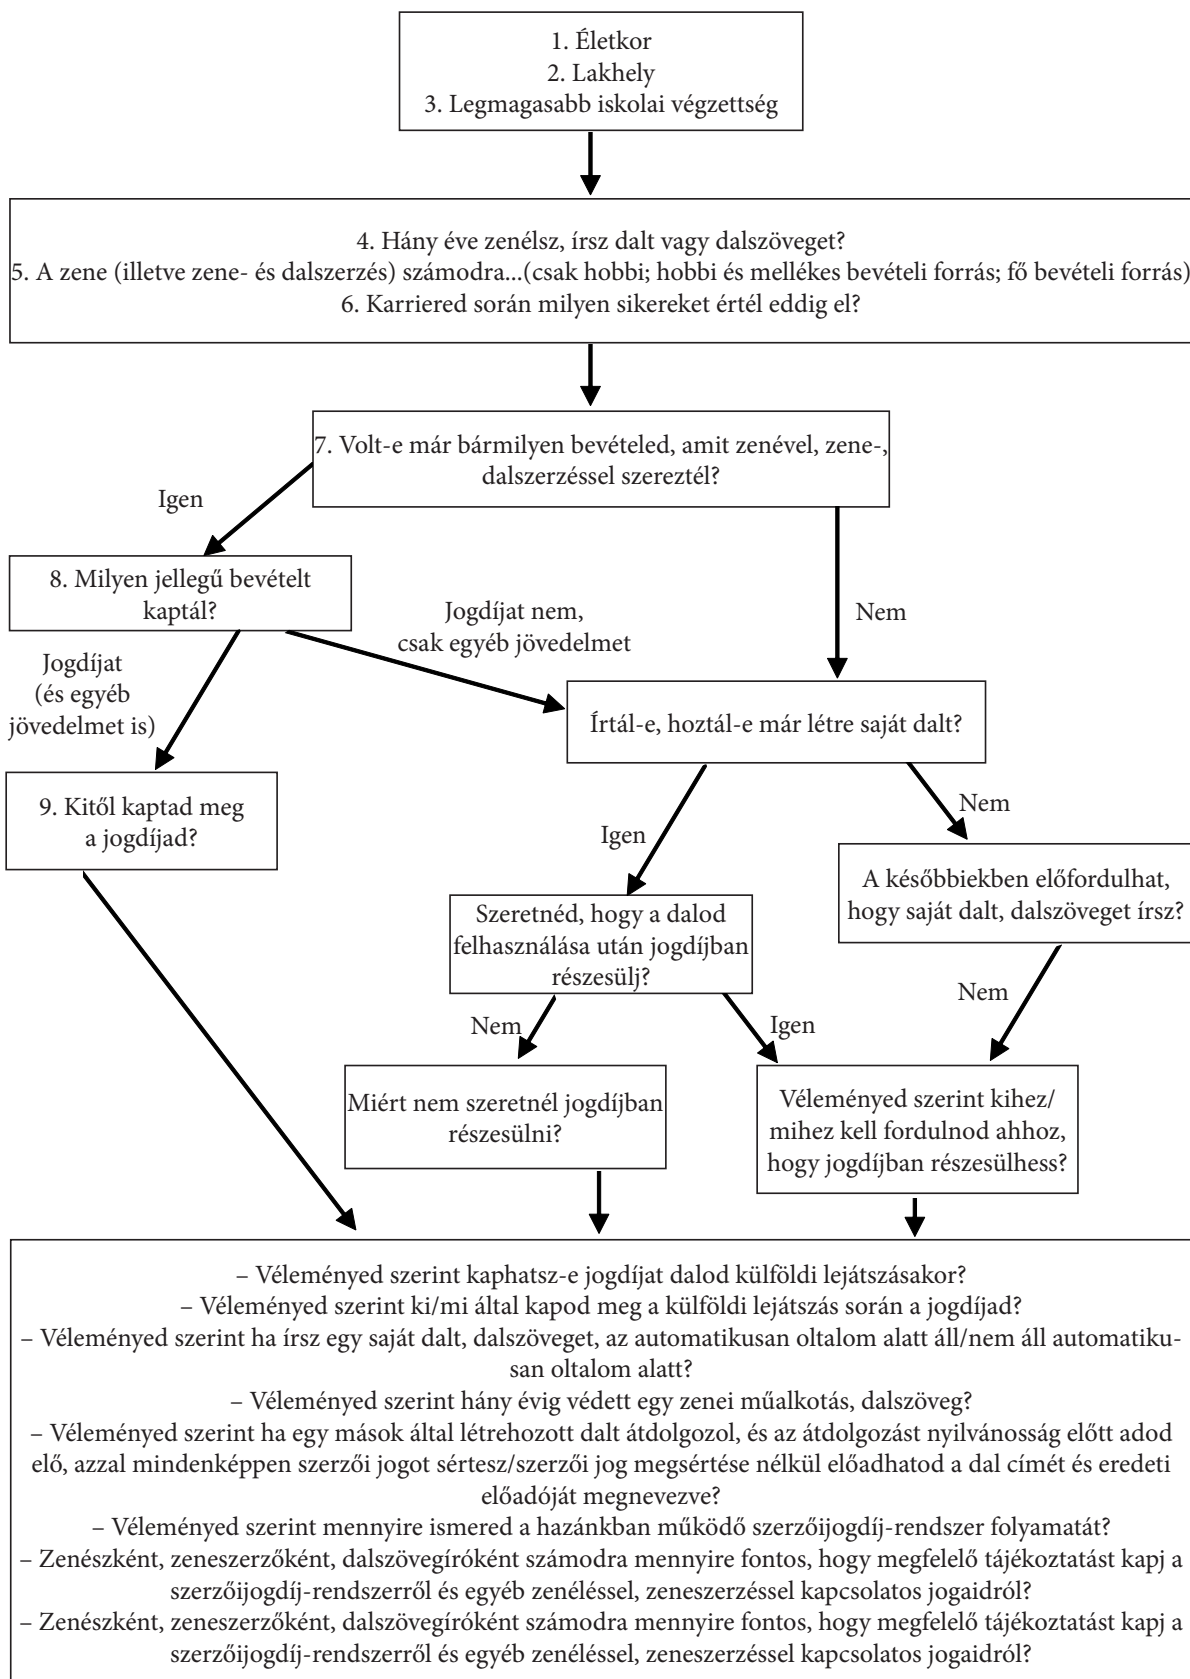 1. Életkor
2. Lakhely
3. Legmagasabb iskolai végzettség
4. Hány éve zenélsz, írsz dalt vagy dalszöveget?
5. A zene (illetve zene- és dalszerzés) számodra...(csak hobbi; hobbi és mellékes bevételi forrás; fő bevételi forrás)
6. Karriered során milyen sikereket értél eddig el?
7. Volt-e már bármilyen bevételed, amit zenével, zene-,
dalszerzéssel szereztél?
Igen
8. Milyen jellegű bevételt
kaptál?
Nem
Jogdíjat nem,
csak egyéb jövedelmet
Jogdíjat
(és egyéb
jövedelmet is)
Írtál-e, hoztál-e már létre saját dalt?
9. Kitől kaptad meg
a jogdíjad?
Igen
Nem
Szeretnéd, hogy a dalod
felhasználása után jogdíjban
részesülj?
A későbbiekben előfordulhat,
hogy saját dalt, dalszöveget írsz?
Nem
Igen
Nem
Miért nem szeretnél jogdíjban
részesülni?
Véleményed szerint kihez/
mihez kell fordulnod ahhoz,
hogy jogdíjban részesülhess?
– Véleményed szerint kaphatsz-e jogdíjat dalod külföldi lejátszásakor?
– Véleményed szerint ki/mi által kapod meg a külföldi lejátszás során a jogdíjad?
– Véleményed szerint ha írsz egy saját dalt, dalszöveget, az automatikusan oltalom alatt áll/nem áll automatiku-
san oltalom alatt?
– Véleményed szerint hány évig védett egy zenei műalkotás, dalszöveg?
– Véleményed szerint ha egy mások által létrehozott dalt átdolgozol, és az átdolgozást nyilvánosság előtt adod
elő, azzal mindenképpen szerzői jogot sértesz/szerzői jog megsértése nélkül előadhatod a dal címét és eredeti
előadóját megnevezve?
– Véleményed szerint mennyire ismered a hazánkban működő szerzőijogdíj-rendszer folyamatát?
– Zenészként, zeneszerzőként, dalszövegíróként számodra mennyire fontos, hogy megfelelő tájékoztatást kapj a
szerzőijogdíj-rendszerről és egyéb zenéléssel, zeneszerzéssel kapcsolatos jogaidról?
– Zenészként, zeneszerzőként, dalszövegíróként számodra mennyire fontos, hogy megfelelő tájékoztatást kapj a
szerzőijogdíj-rendszerről és egyéb zenéléssel, zeneszerzéssel kapcsolatos jogaidról?